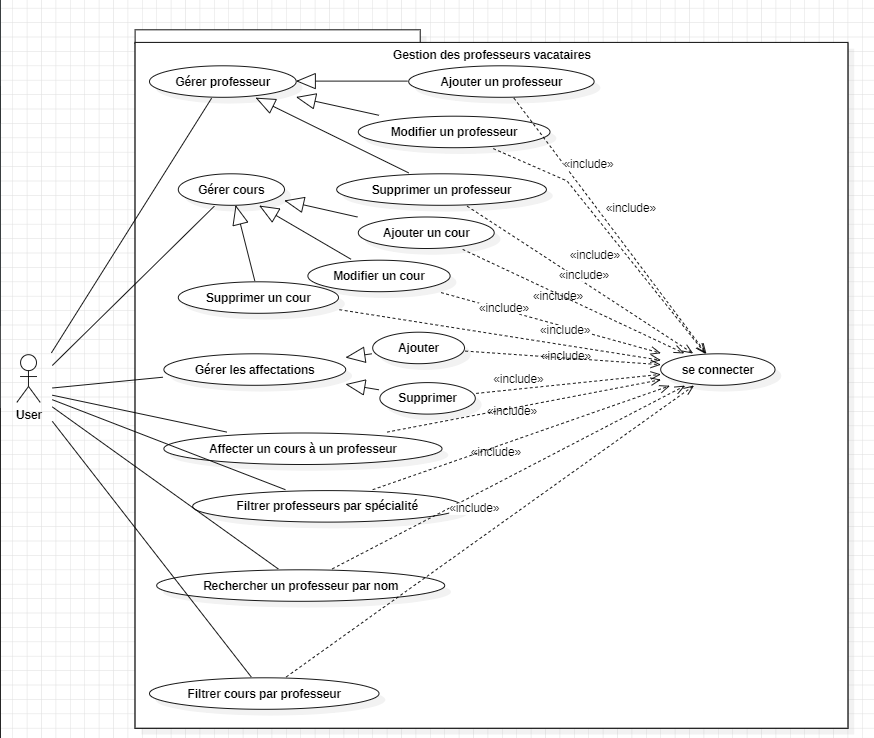 Gestion des professeurs vacataires
Gérer professeur
Ajouter un professeur
Modifier un professeur
«include»
Gérer cours
Supprimer un professeur
«include»
Ajouter un cour
«include»
Modifier un cour
«include»
Supprimer un cour
«include»
«include»
«include»
Ajouter
«include»
Gérer les affectations
se connecter
«include»
Supprimer
User
«include»
Affecter un cours à un professeur
«include»
Filtrer professeurs par spécialité
«include»
Rechercher un professeur par nom
Filtrer cours par professeur